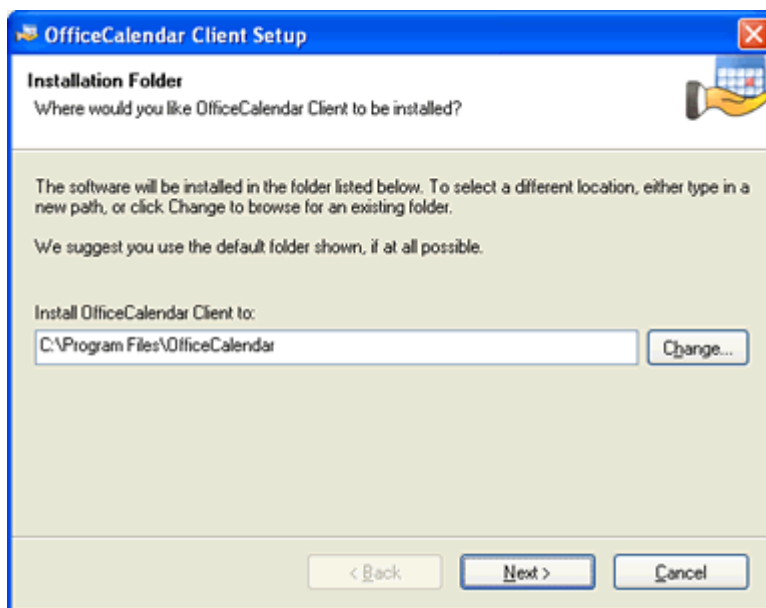 OfficeCalendar Client Setup
Installation Folder
Where would you like OfficeCalendar Client to be installed?
The software will be installed in the folder listed below. To select a different location, either type in a
new path, or click Change to browse for an existing folder.
We suggest you use the default folder shown, if at all possible.
Install OfficeCalendar Client to:
C:\Program Files\OfficeCalendar
Change...
< Back
Next >
Cancel